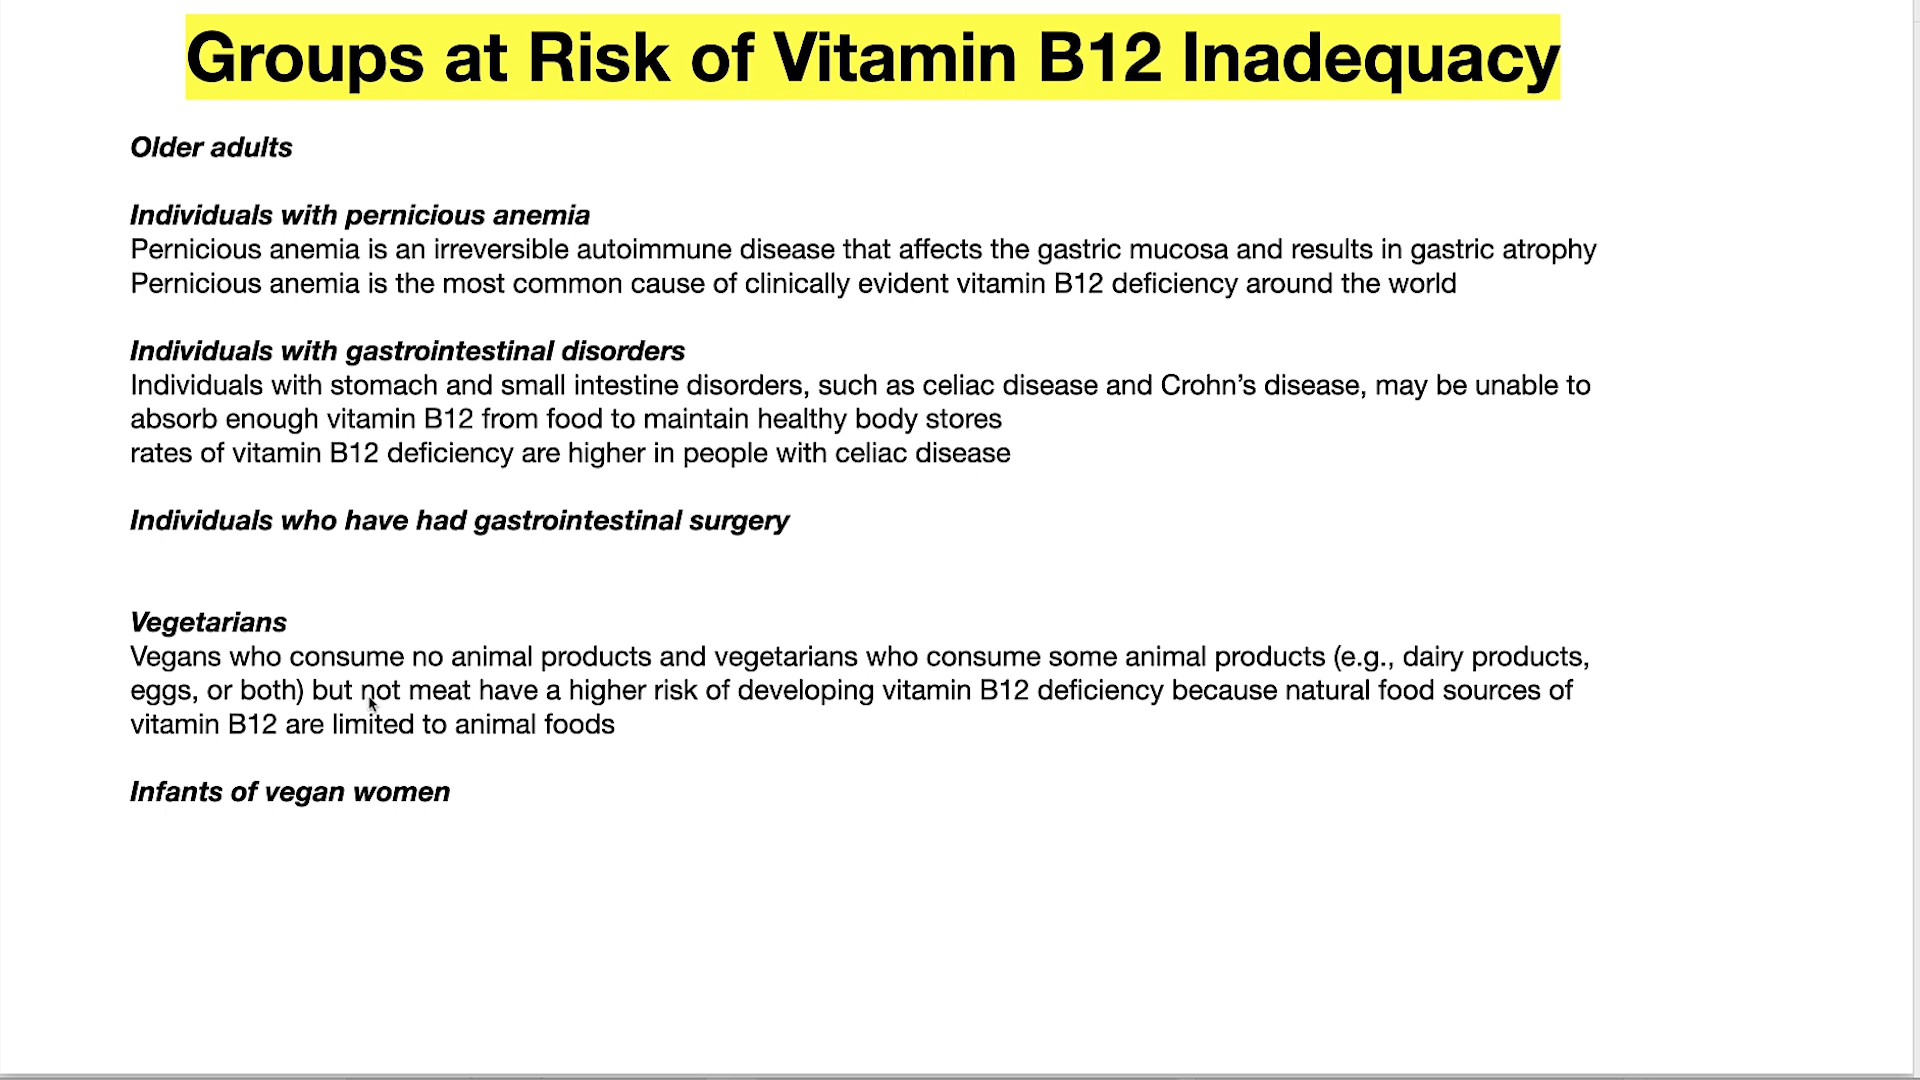 Groups at Risk of Vitamin B12 Inadequacy
Older adults
Individuals with pernicious anemia
Pernicious anemia is an irreversible autoimmune disease that affects the gastric mucosa and results in gastric atrophy
Pernicious anemia is the most common cause of clinically evident vitamin B12 deficiency around the world
Individuals with gastrointestinal disorders
Individuals with stomach and small intestine disorders, such as celiac disease and Crohn’s disease, may be unable to
absorb enough vitamin B12 from food to maintain healthy body stores
rates of vitamin B12 deficiency are higher in people with celiac disease
Individuals who have had gastrointestinal surgery
Vegetarians
Vegans who consume no animal products and vegetarians who consume some animal products (e.g., dairy products,
eggs, or both) but not meat have a higher risk of developing vitamin B12 deficiency because natural food sources of
vitamin B12 are limited to animal foods
Infants of vegan women